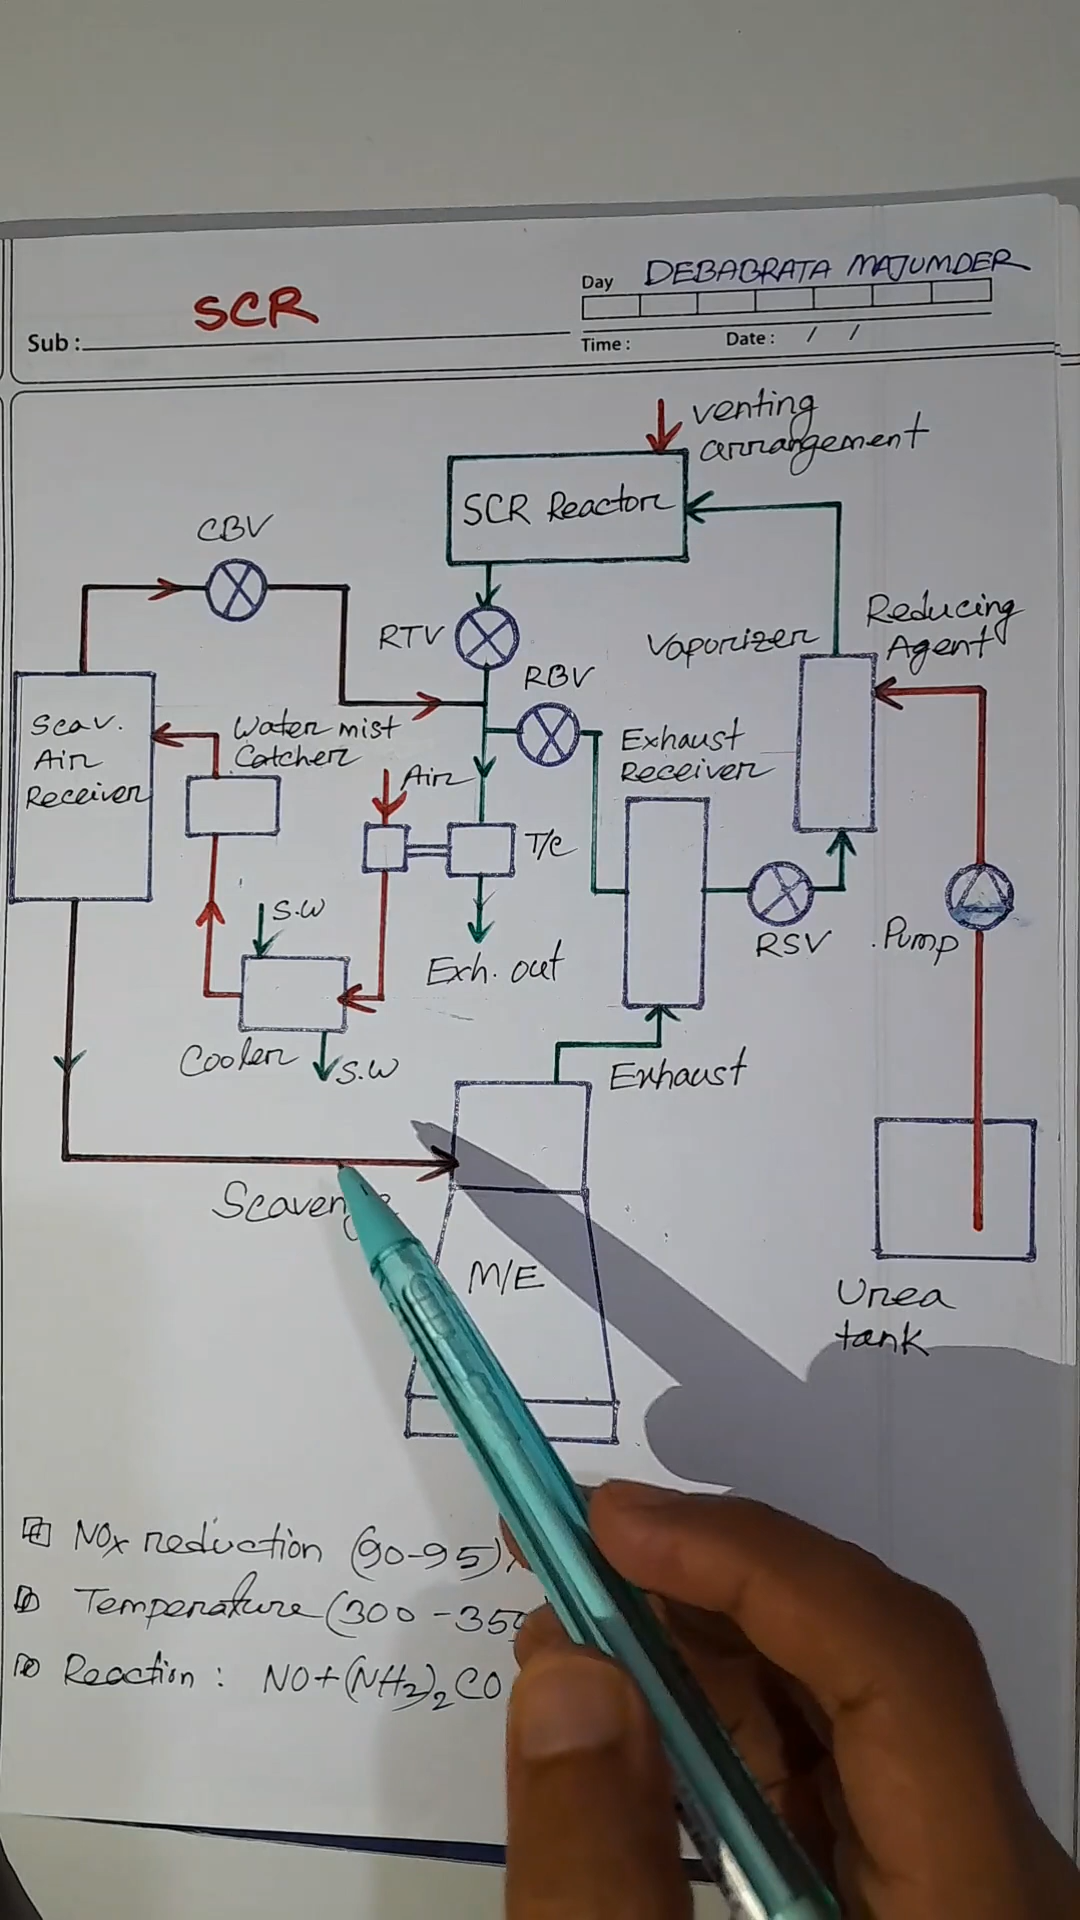 SCR
Day
DEBABRATA MAJUMDER
Sub :
Time :
Date : / /
venting
arrangement
SCR Reactor
CBV
RTV
RBV
Vaporizer
Reducing
Agent
Scav.
Air
Receiver
Water mist
Catcher
Exhaust
Receiver
Air
T/C
S.W
Exh. out
RSV
Pump
Cooler
S.W
Exhaust
M/E
Urea
tank
NOx reduction (90-95)
Temperature (300 - 35
Reaction : NO + (NH2)2 CO